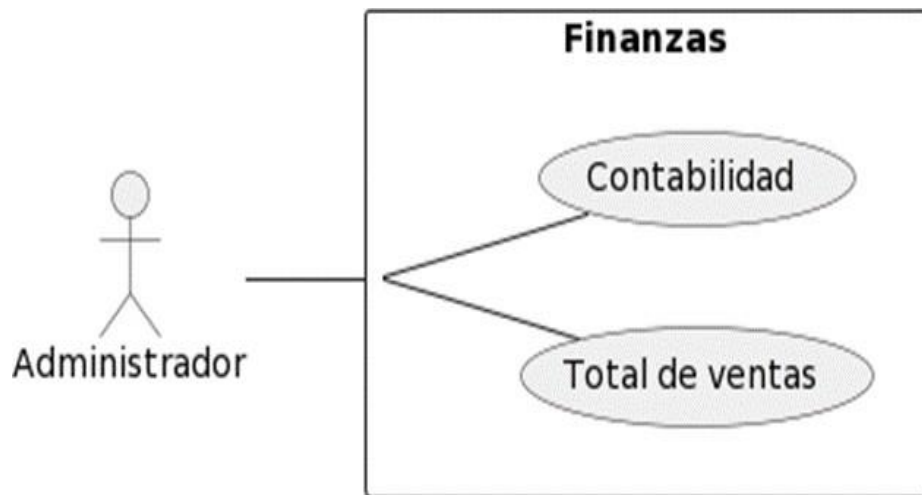 Finanzas
Contabilidad
Administrador
Total de ventas